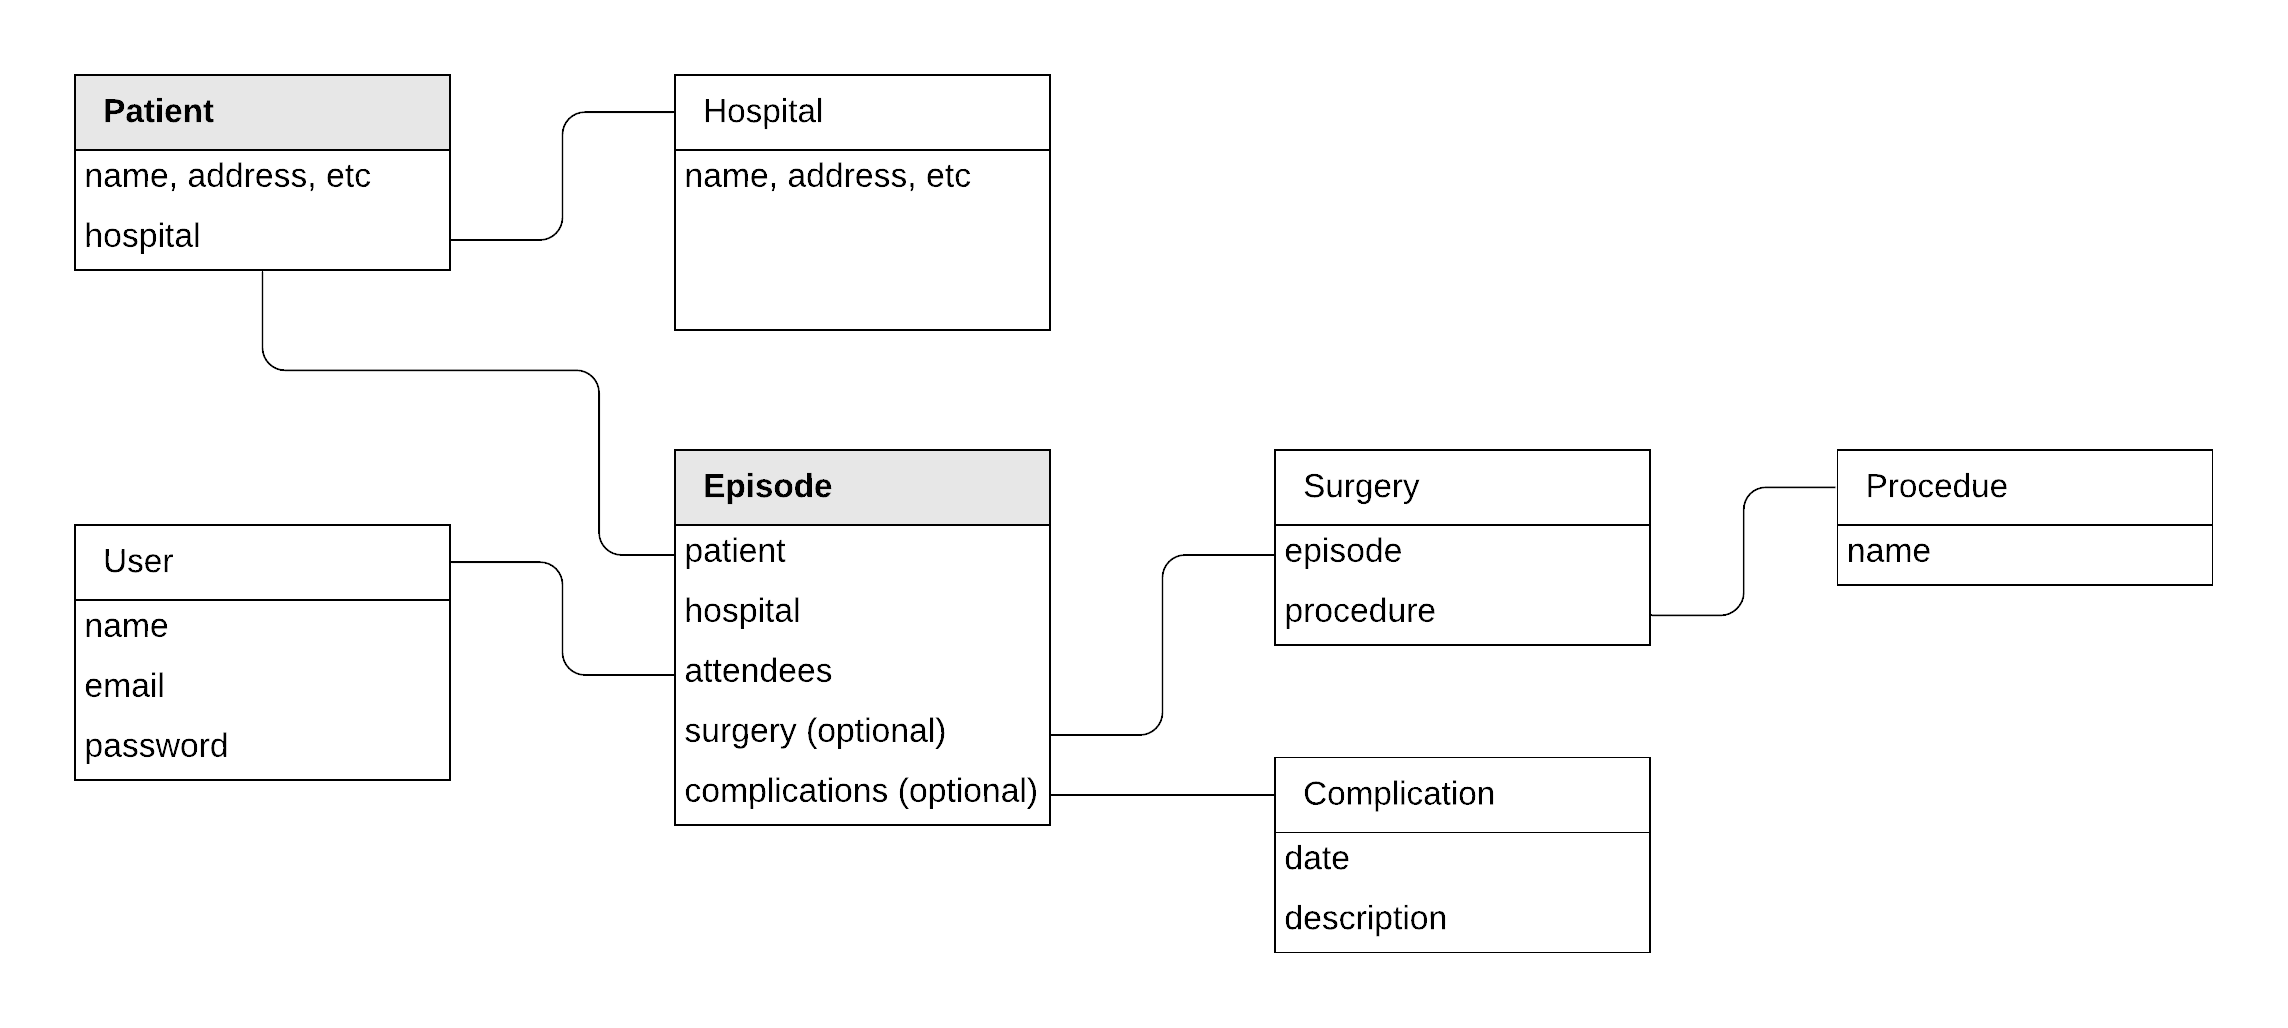 Patient
name, address, etc
hospital
Hospital
name, address, etc
User
name
email
password
Episode
patient
hospital
attendees
surgery (optional)
complications (optional)
Surgery
episode
procedure
Procedue
name
Complication
date
description